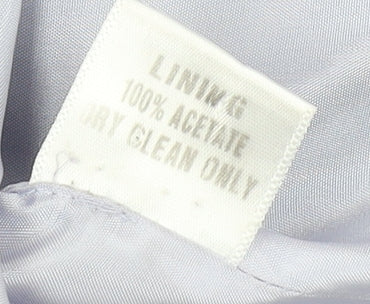 LINING
100% ACETATE
DRY CLEAN ONLY